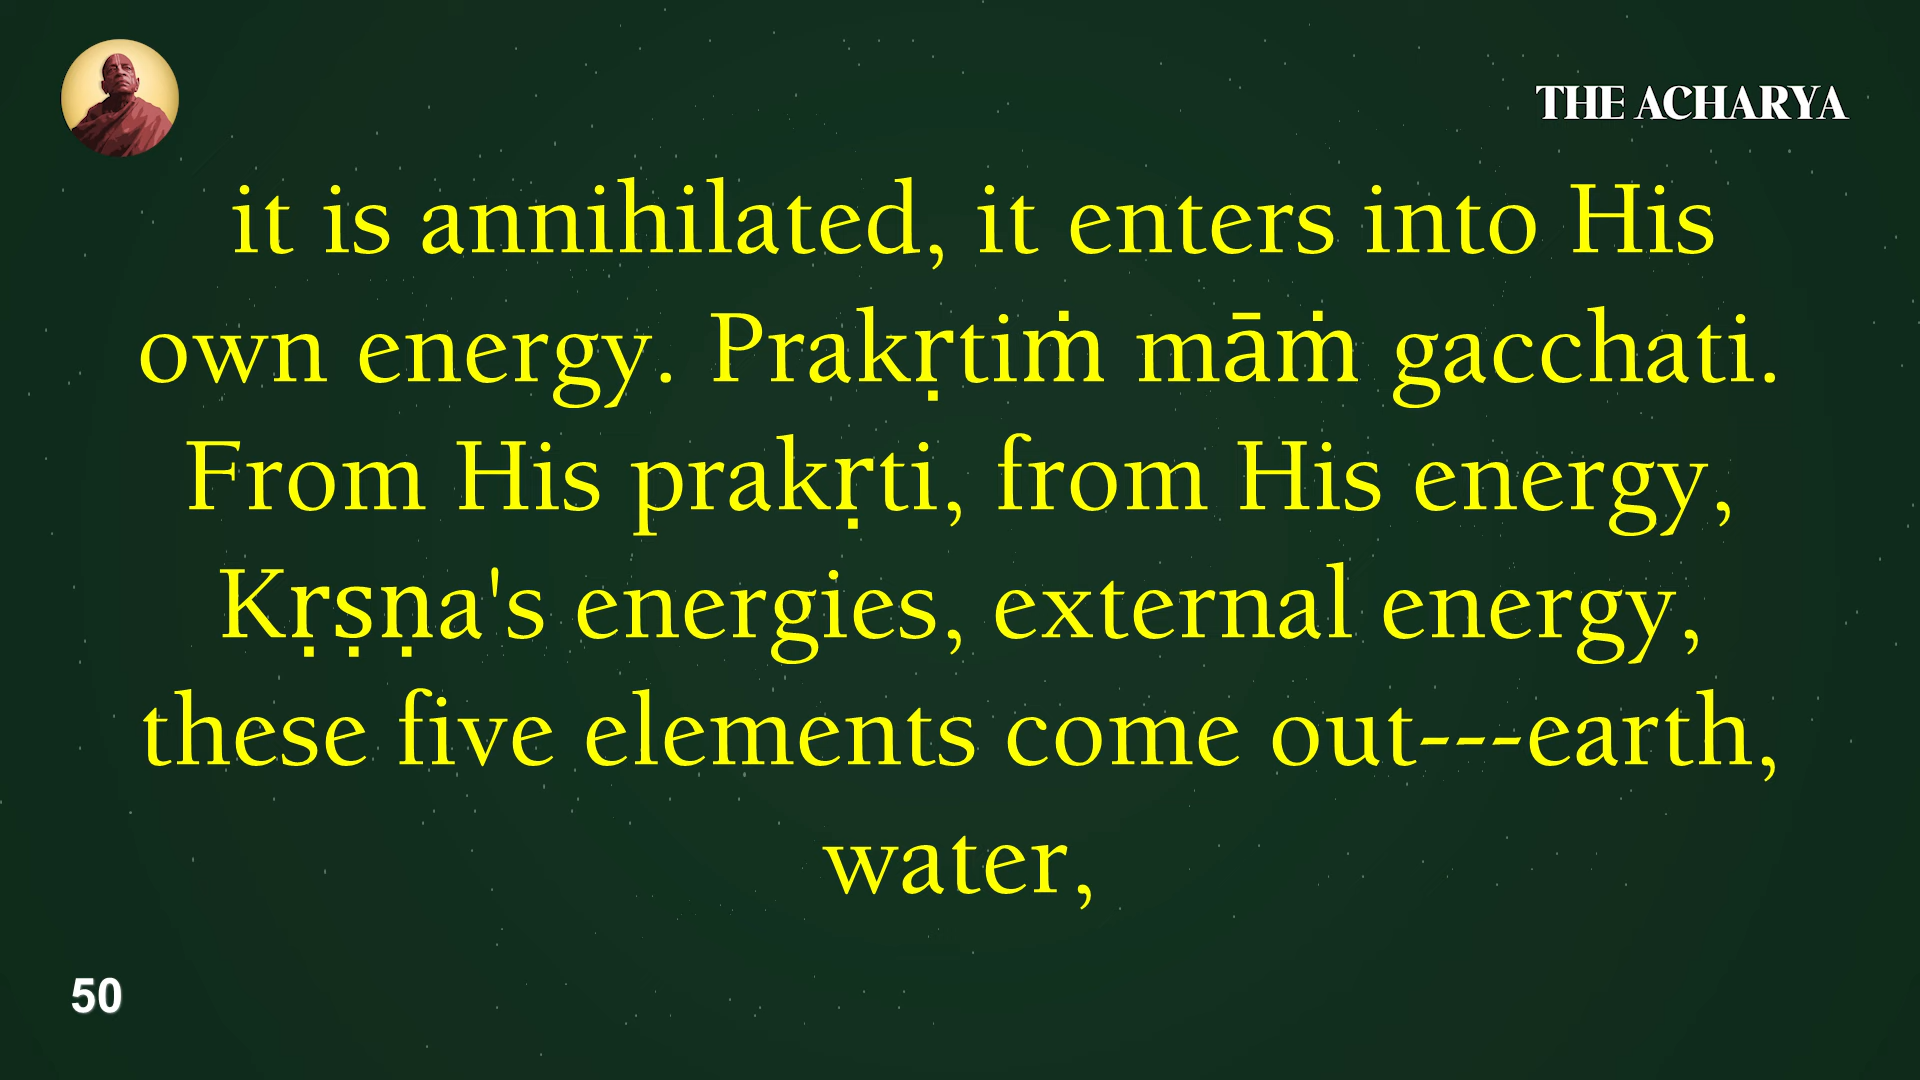 THE ACHARYA
it is annihilated, it enters into His
own energy. Prakṛtiṁ māṁ gacchati.
From His prakṛti, from His energy,
Kṛṣṇa's energies, external energy,
these five elements come out---earth,
water,
50